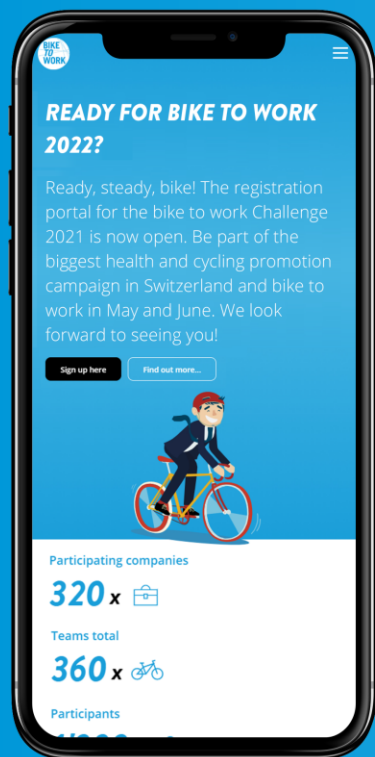 BIKE
TO
WORK
READY FOR BIKE TO WORK
2022?
Ready, steady, bike! The registration
portal for the bike to work Challenge
2021 is now open. Be part of the
biggest health and cycling promotion
campaign in Switzerland and bike to
work in May and June. We look
forward to seeing you!
Sign up here Find out more...
Participating companies
320 x
Teams total
360 x
Participants